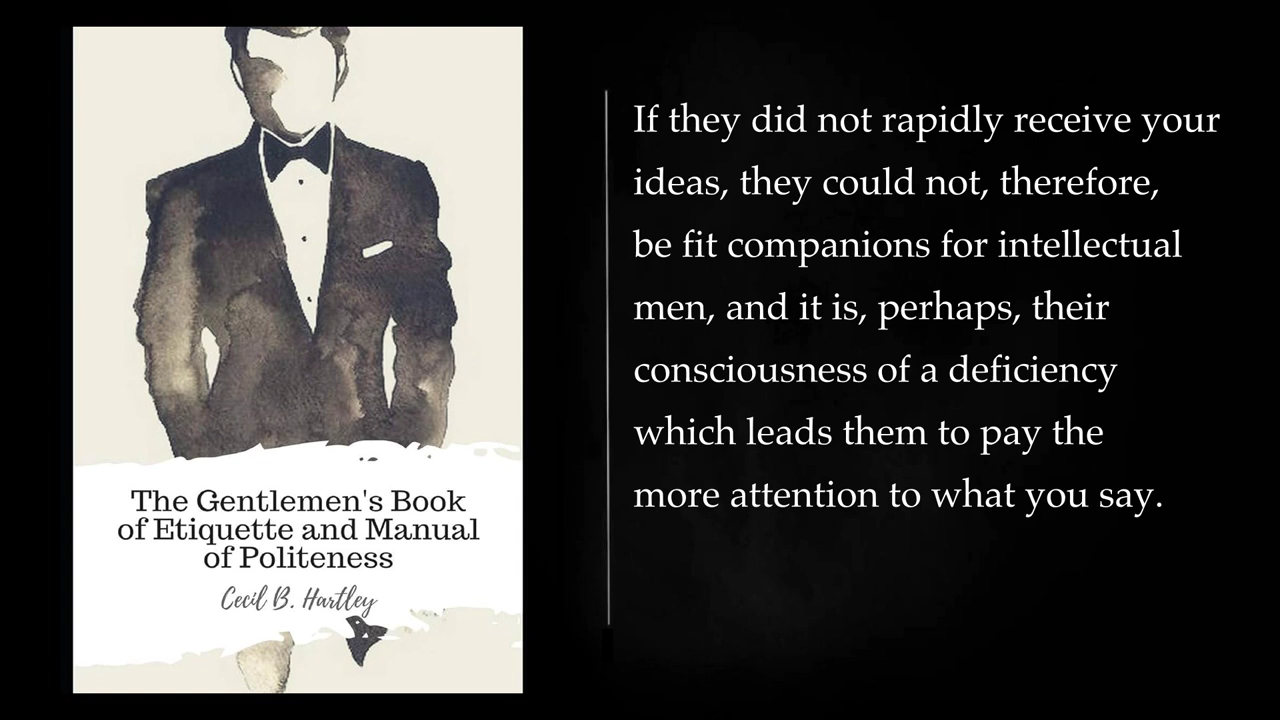 The Gentlemen's Book
of Etiquette and Manual
of Politeness
Cecil B. Hartley
If they did not rapidly receive your
ideas, they could not, therefore,
be fit companions for intellectual
men, and it is, perhaps, their
consciousness of a deficiency
which leads them to pay the
more attention to what you say.